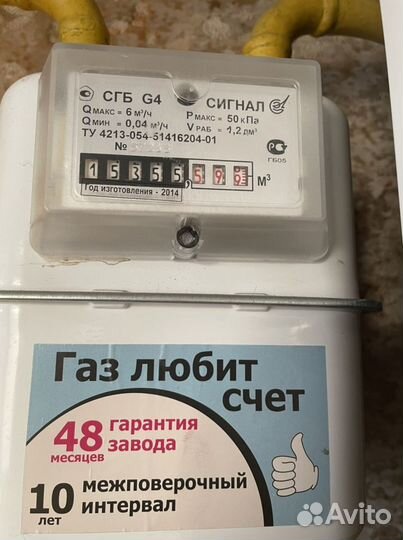 СГБ G4 СИГНАЛ
Qмакс = 6 м³/ч Pмакс = 50 кПа
Qмин = 0,04 м³/ч Vраб = 1,2 дм³
ТУ 4213-054-51416204-01
ГБ05
№
15355,599 м³
Год изготовления - 2014
Газ любит
счет
48 гарантия
месяцев завода
10 межповерочный
лет интервал
Avito